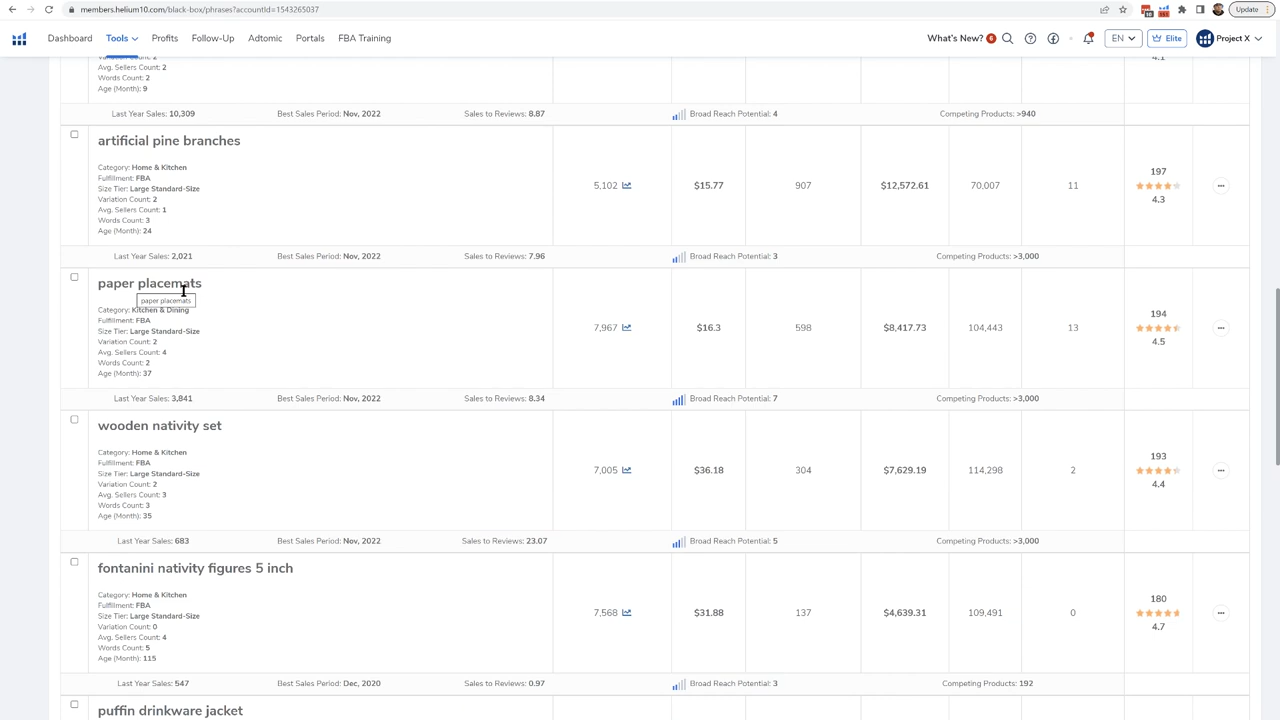 members.helium10.com/black-box/phrases?accountId=1543265037
Update
Dashboard Tools Profits Follow-Up Adtomic Portals FBA Training
What's New? 6 EN Elite Project X
Avg. Sellers Count: 2
Words Count: 2
Age (Month): 9
4.1
Last Year Sales: 10,309 Best Sales Period: Nov, 2022 Sales to Reviews: 8.87 Broad Reach Potential: 4 Competing Products: >940
artificial pine branches
Category: Home & Kitchen
Fulfillment: FBA
Size Tier: Large Standard-Size
Variation Count: 2
Avg. Sellers Count: 1
Words Count: 3
Age (Month): 24
5,102 $15.77 907 $12,572.61 70,007 11 197
4.3
Last Year Sales: 2,021 Best Sales Period: Nov, 2022 Sales to Reviews: 7.96 Broad Reach Potential: 3 Competing Products: >3,000
paper placemats
paper placemats
Category: Kitchen & Dining
Fulfillment: FBA
Size Tier: Large Standard-Size
Variation Count: 2
Avg. Sellers Count: 4
Words Count: 2
Age (Month): 37
7,967 $16.3 598 $8,417.73 104,443 13 194
4.5
Last Year Sales: 3,841 Best Sales Period: Nov, 2022 Sales to Reviews: 8.34 Broad Reach Potential: 7 Competing Products: >3,000
wooden nativity set
Category: Home & Kitchen
Fulfillment: FBA
Size Tier: Large Standard-Size
Variation Count: 2
Avg. Sellers Count: 3
Words Count: 3
Age (Month): 35
7,005 $36.18 304 $7,629.19 114,298 2 193
4.4
Last Year Sales: 683 Best Sales Period: Nov, 2022 Sales to Reviews: 23.07 Broad Reach Potential: 5 Competing Products: >3,000
fontanini nativity figures 5 inch
Category: Home & Kitchen
Fulfillment: FBA
Size Tier: Large Standard-Size
Variation Count: 0
Avg. Sellers Count: 4
Words Count: 5
Age (Month): 115
7,568 $31.88 137 $4,639.31 109,491 0 180
4.7
Last Year Sales: 547 Best Sales Period: Dec, 2020 Sales to Reviews: 0.97 Broad Reach Potential: 3 Competing Products: 192
puffin drinkware jacket